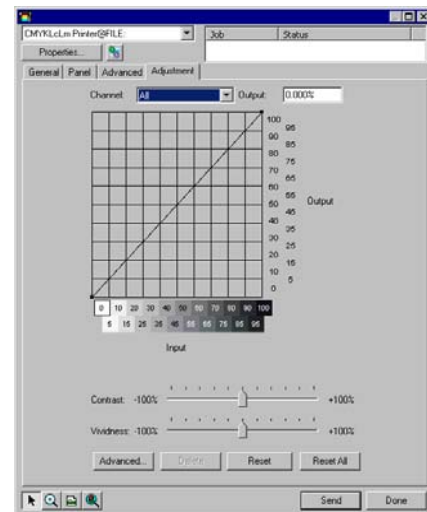 CMYKLcLm Printer@FILE:
Job Status
Properties...
General Panel Advanced Adjustment
Channel: All Output: 0.000%
100
95
90
85
80
75
70
65
60
55
50
45
40
35
30
25
20
15
10
5
0
Output
0 10 20 30 40 50 60 70 80 90 100
5 15 25 35 45 55 65 75 85 95
Input
Contrast: -100% +100%
Vividness: -100% +100%
Advanced... Delete Reset Reset All
Send Done